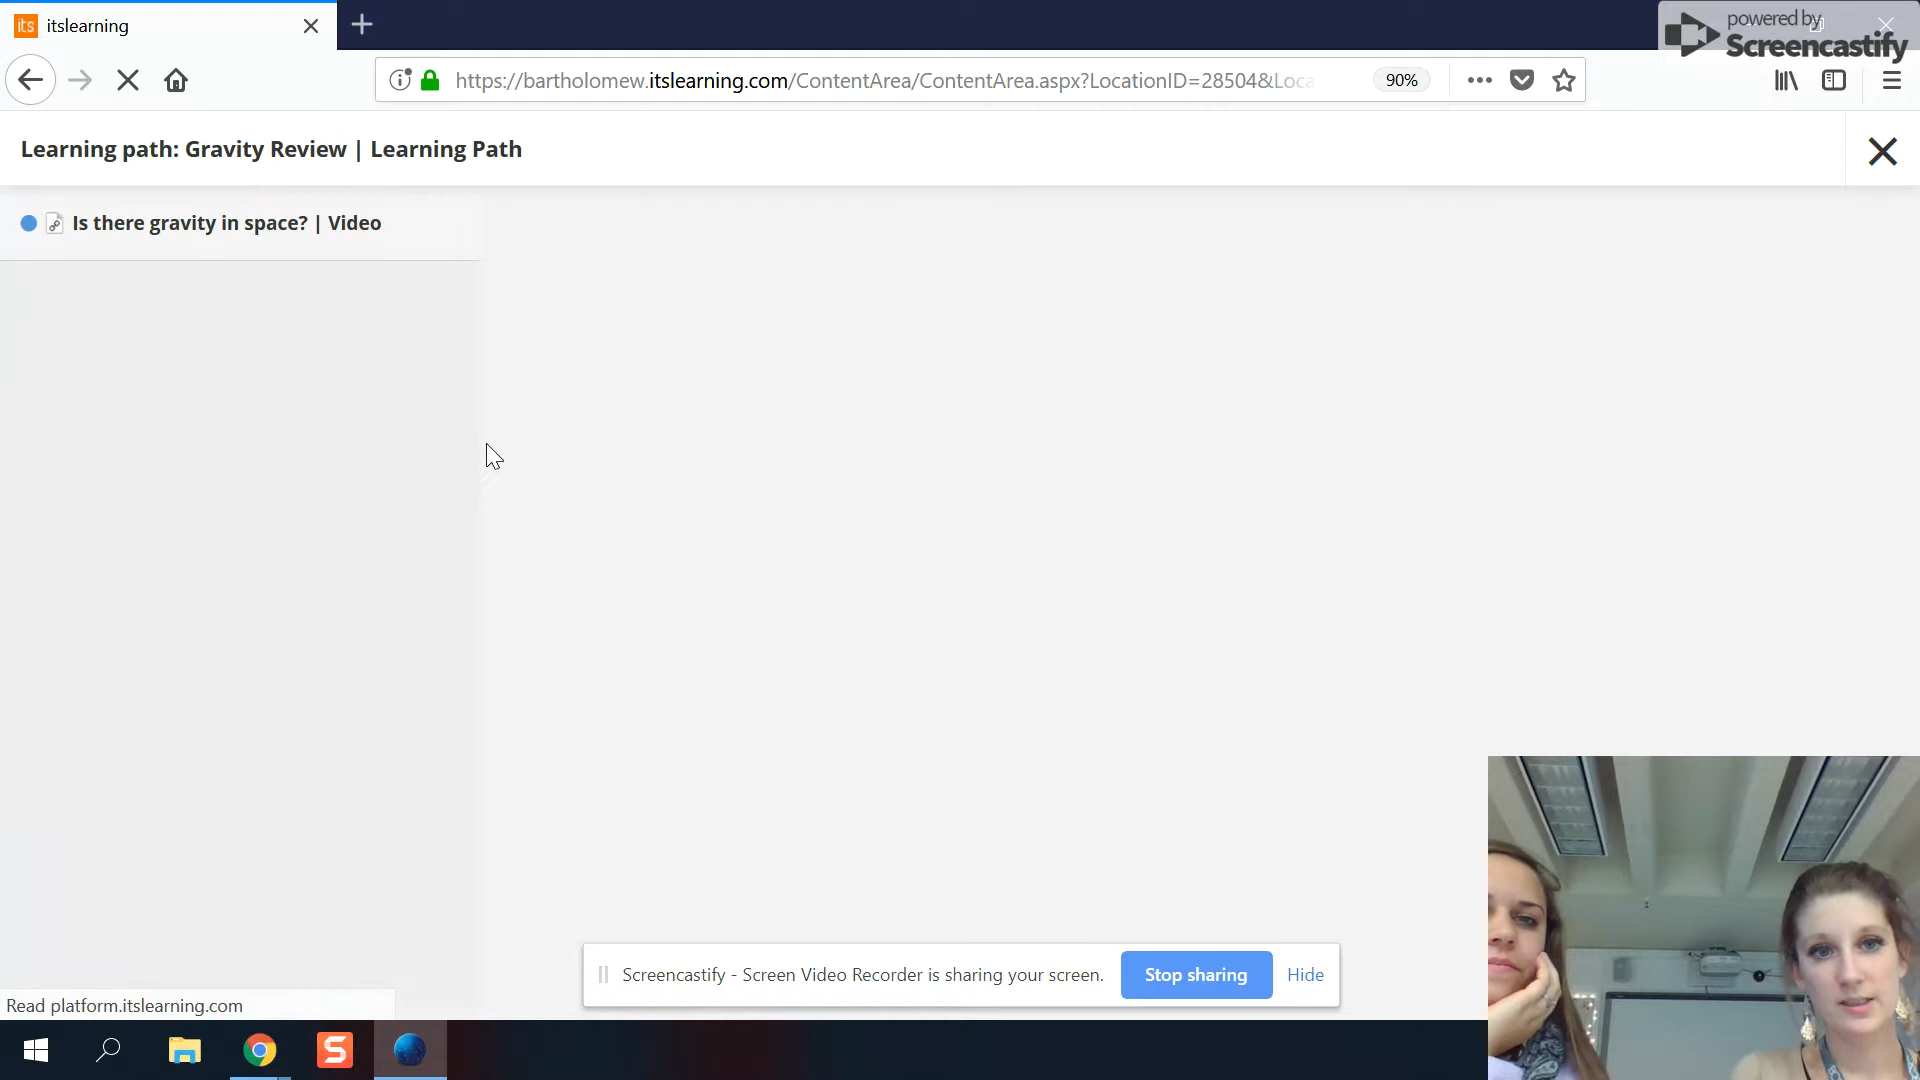 its itslearning
powered by
Screencastify
https://bartholomew.itslearning.com/ContentArea/ContentArea.aspx?LocationID=28504&Loca
90%
Learning path: Gravity Review | Learning Path
Is there gravity in space? | Video
Screencastify - Screen Video Recorder is sharing your screen.
Stop sharing
Hide
Read platform.itslearning.com
S